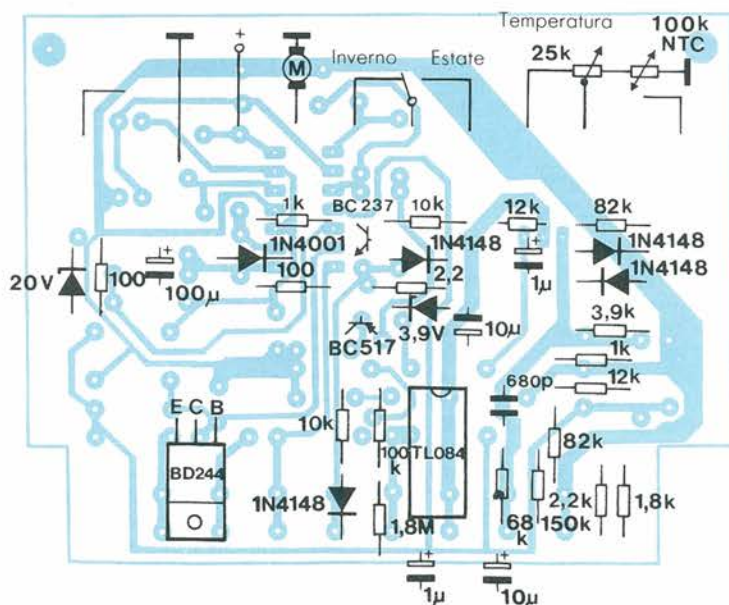 Temperatura
100k
NTC
25k
+
M
Inverno
Estate
1k
BC237
10k
12k
82k
1N4001
1N4148
1N4148
1N4148
20V
100
+
100μ
100
2,2
+
1μ
3,9V
+
10μ
3,9k
BC517
1k
680p
12k
E C B
10k
100
k
TL084
82k
BD244
1N4148
2,2k
1,8k
1,8M
68
k
150k
+
1μ
+
10μ